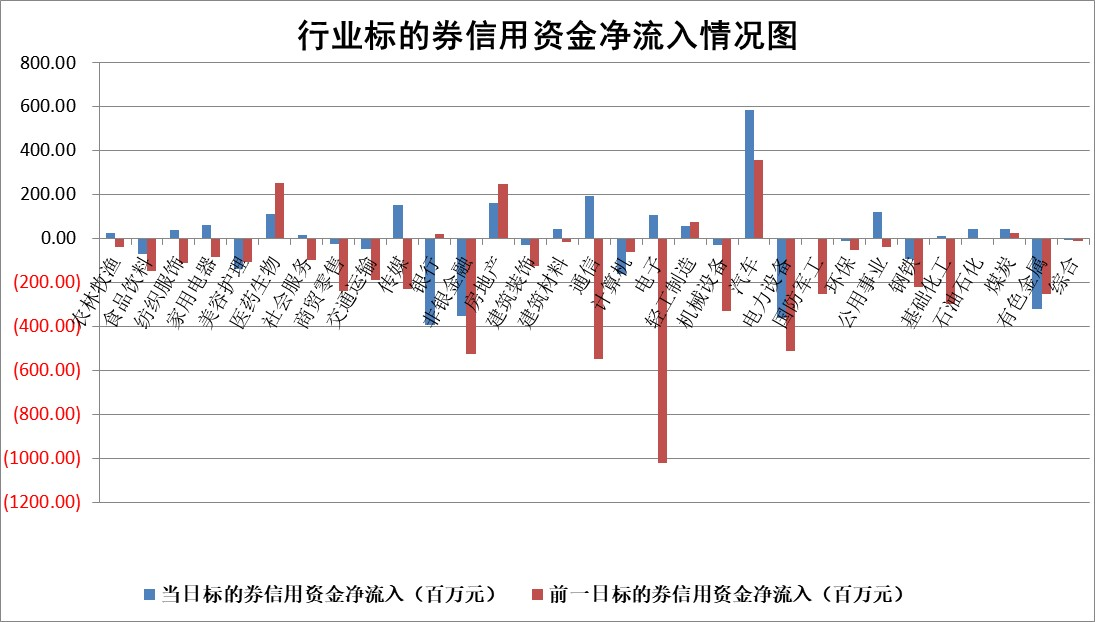 行业标的券信用资金净流入情况图
800.00
600.00
400.00
200.00
0.00
(200.00)
(400.00)
(600.00)
(800.00)
(1000.00)
(1200.00)
农林牧渔
食品饮料
纺织服饰
家用电器
美容护理
医药生物
社会服务
商贸零售
交通运输
传媒
银行
非银金融
房地产
建筑装饰
建筑材料
通信
计算机
电子
轻工制造
机械设备
汽车
电力设备
国防军工
环保
公用事业
钢铁
基础化工
石油石化
煤炭
有色金属
综合
当日标的券信用资金净流入（百万元）
前一日标的券信用资金净流入（百万元）